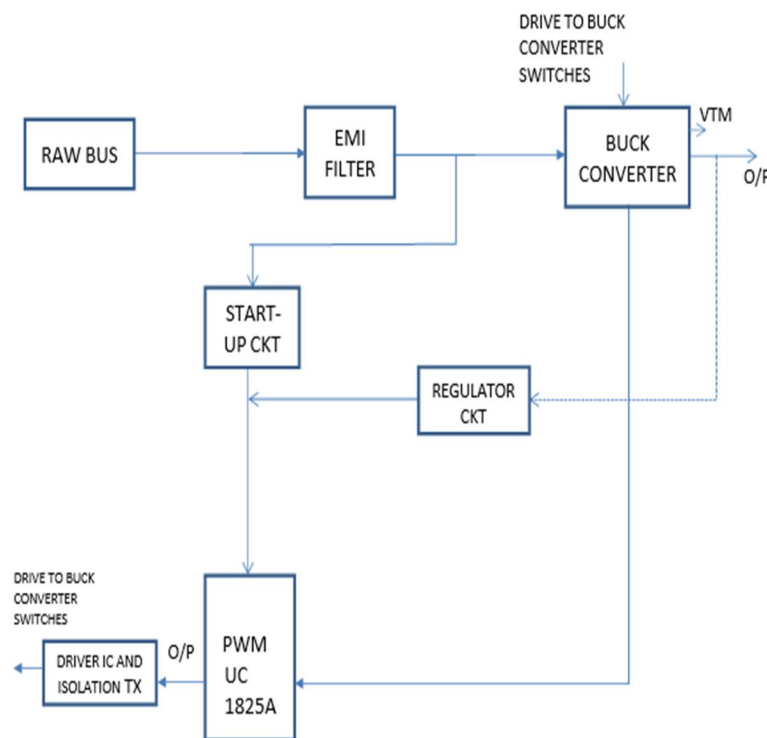 DRIVE TO BUCK
CONVERTER
SWITCHES
VTM
RAW BUS
EMI
FILTER
BUCK
CONVERTER
O/P
START-
UP CKT
REGULATOR
CKT
DRIVE TO BUCK
CONVERTER
SWITCHES
O/P
DRIVER IC AND
ISOLATION TX
PWM
UC
1825A